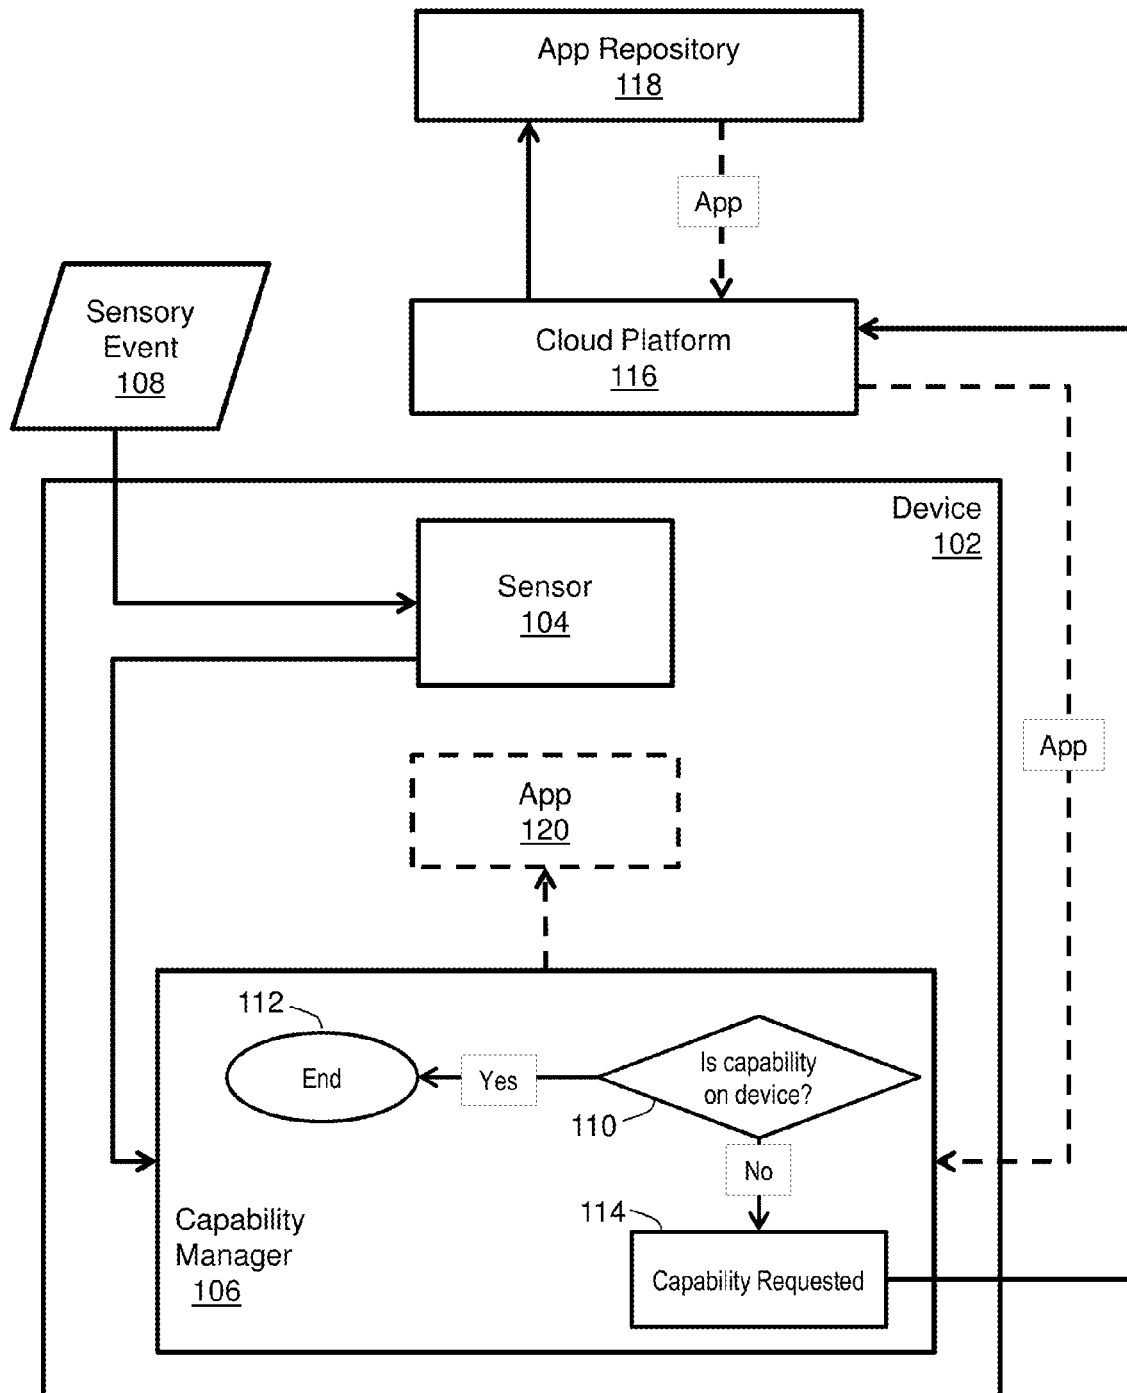 App Repository
118
App
Sensory
Event
108
Cloud Platform
116
Device
102
Sensor
104
App
App
120
112
End
Yes
Is capability
on device?
110
No
114
Capability
Manager
106
Capability Requested